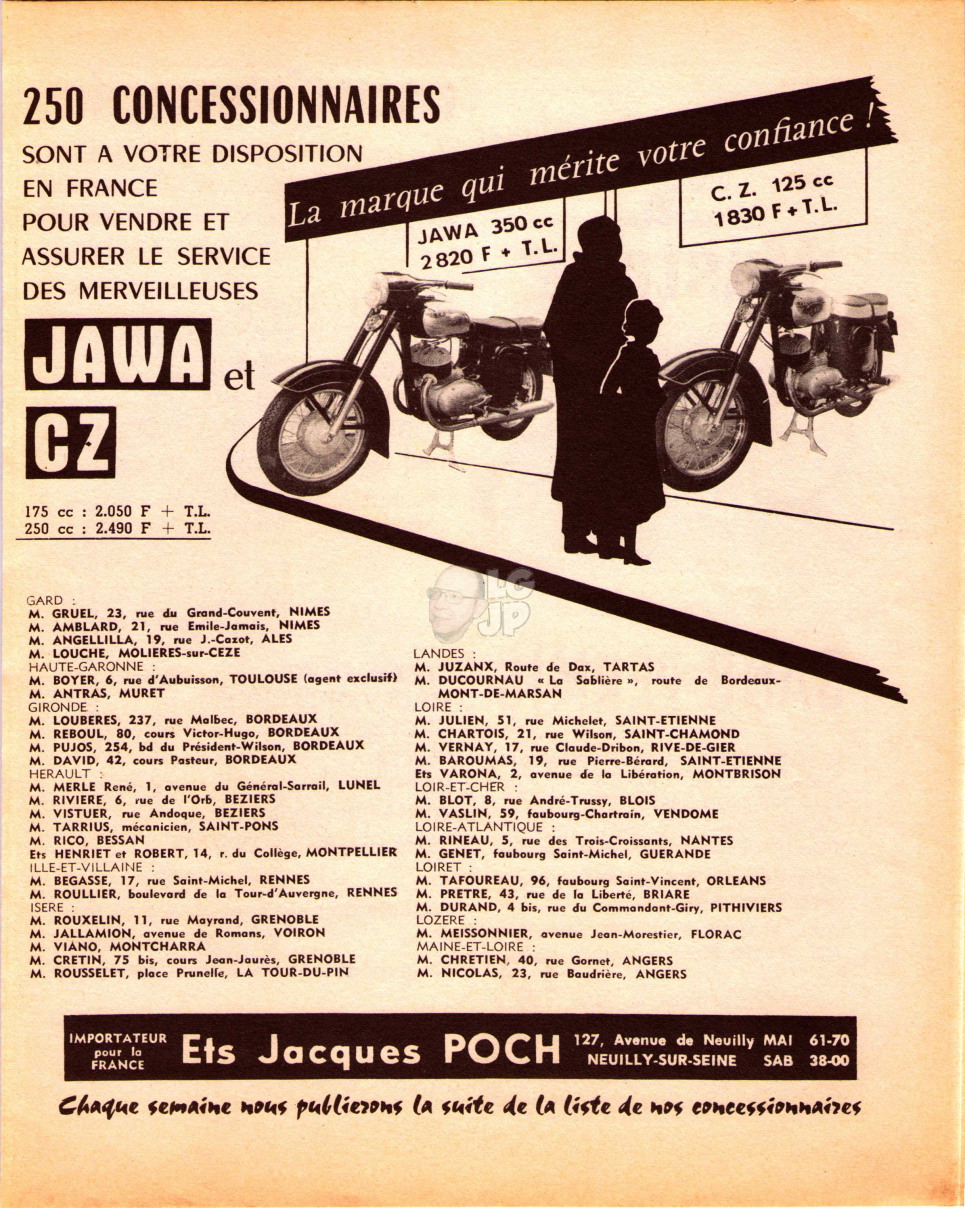 250 CONCESSIONNAIRES
SONT A VOTRE DISPOSITION
EN FRANCE
POUR VENDRE ET
ASSURER LE SERVICE
DES MERVEILLEUSES
JAWA et
CZ
175 cc : 2.050 F + T.L.
250 cc : 2.490 F + T.L.
La marque qui mérite votre confiance !
JAWA 350 cc
2 820 F + T.L.
C. Z. 125 cc
1 830 F + T.L.
LG
JP
GARD :
M. GRUEL, 23, rue du Grand-Couvent, NIMES
M. AMBLARD, 21, rue Emile-Jamais, NIMES
M. ANGELLILLA, 19, rue J.-Cazot, ALES
M. LOUCHE, MOLIERES-sur-CEZE
HAUTE-GARONNE :
M. BOYER, 6, rue d'Aubuisson, TOULOUSE (agent exclusif)
M. ANTRAS, MURET
GIRONDE :
M. LOUBERES, 237, rue Malbec, BORDEAUX
M. REBOUL, 80, cours Victor-Hugo, BORDEAUX
M. PUJOS, 254, bd du Président-Wilson, BORDEAUX
M. DAVID, 42, cours Pasteur, BORDEAUX
HERAULT :
M. MERLE René, 1, avenue du Général-Sarrail, LUNEL
M. RIVIERE, 6, rue de l'Orb, BEZIERS
M. VISTUER, rue Andoque, BEZIERS
M. TARRIUS, mécanicien, SAINT-PONS
M. RICO, BESSAN
Ets HENRIET et ROBERT, 14, r. du Collège, MONTPELLIER
ILLE-ET-VILLAINE :
M. BEGASSE, 17, rue Saint-Michel, RENNES
M. ROULLIER, boulevard de la Tour-d'Auvergne, RENNES
ISERE :
M. ROUXELIN, 11, rue Mayrand, GRENOBLE
M. JALLAMION, avenue de Romans, VOIRON
M. VIANO, MONTCHARRA
M. CRETIN, 75 bis, cours Jean-Jaurès, GRENOBLE
M. ROUSSELET, place Prunelle, LA TOUR-DU-PIN
LANDES :
M. JUZANX, Route de Dax, TARTAS
M. DUCOURNAU « La Sablière », route de Bordeaux-
MONT-DE-MARSAN
LOIRE :
M. JULIEN, 51, rue Michelet, SAINT-ETIENNE
M. CHARTOIS, 21, rue Wilson, SAINT-CHAMOND
M. VERNAY, 17, rue Claude-Dribon, RIVE-DE-GIER
M. BAROUMAS, 19, rue Pierre-Bérard, SAINT-ETIENNE
Ets VARONA, 2, avenue de la Libération, MONTBRISON
LOIR-ET-CHER :
M. BLOT, 8, rue André-Trussy, BLOIS
M. VASLIN, 59, faubourg-Chartrain, VENDOME
LOIRE-ATLANTIQUE :
M. RINEAU, 5, rue des Trois-Croissants, NANTES
M. GENET, faubourg Saint-Michel, GUERANDE
LOIRET :
M. TAFOUREAU, 96, faubourg Saint-Vincent, ORLEANS
M. PRETRE, 43, rue de la Liberté, BRIARE
M. DURAND, 4 bis, rue du Commandant-Giry, PITHIVIERS
LOZERE :
M. MEISSONNIER, avenue Jean-Morestier, FLORAC
MAINE-ET-LOIRE :
M. CHRETIEN, 40, rue Gornet, ANGERS
M. NICOLAS, 23, rue Baudrière, ANGERS
IMPORTATEUR
pour la
FRANCE
Ets Jacques POCH
127, Avenue de Neuilly MAI 61-70
NEUILLY-SUR-SEINE SAB 38-00
Chaque semaine nous publierons la suite de la liste de nos concessionnaires